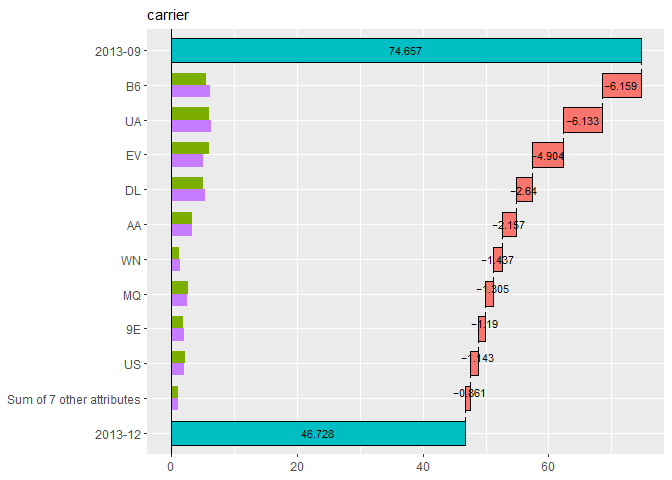 carrier
2013-09
74.657
B6
−6.159
UA
−6.133
EV
−4.904
DL
−2.64
AA
−2.157
WN
−1.437
MQ
−1.305
9E
−1.19
US
−1.143
Sum of 7 other attributes
−0.861
2013-12
46.728
0 20 40 60